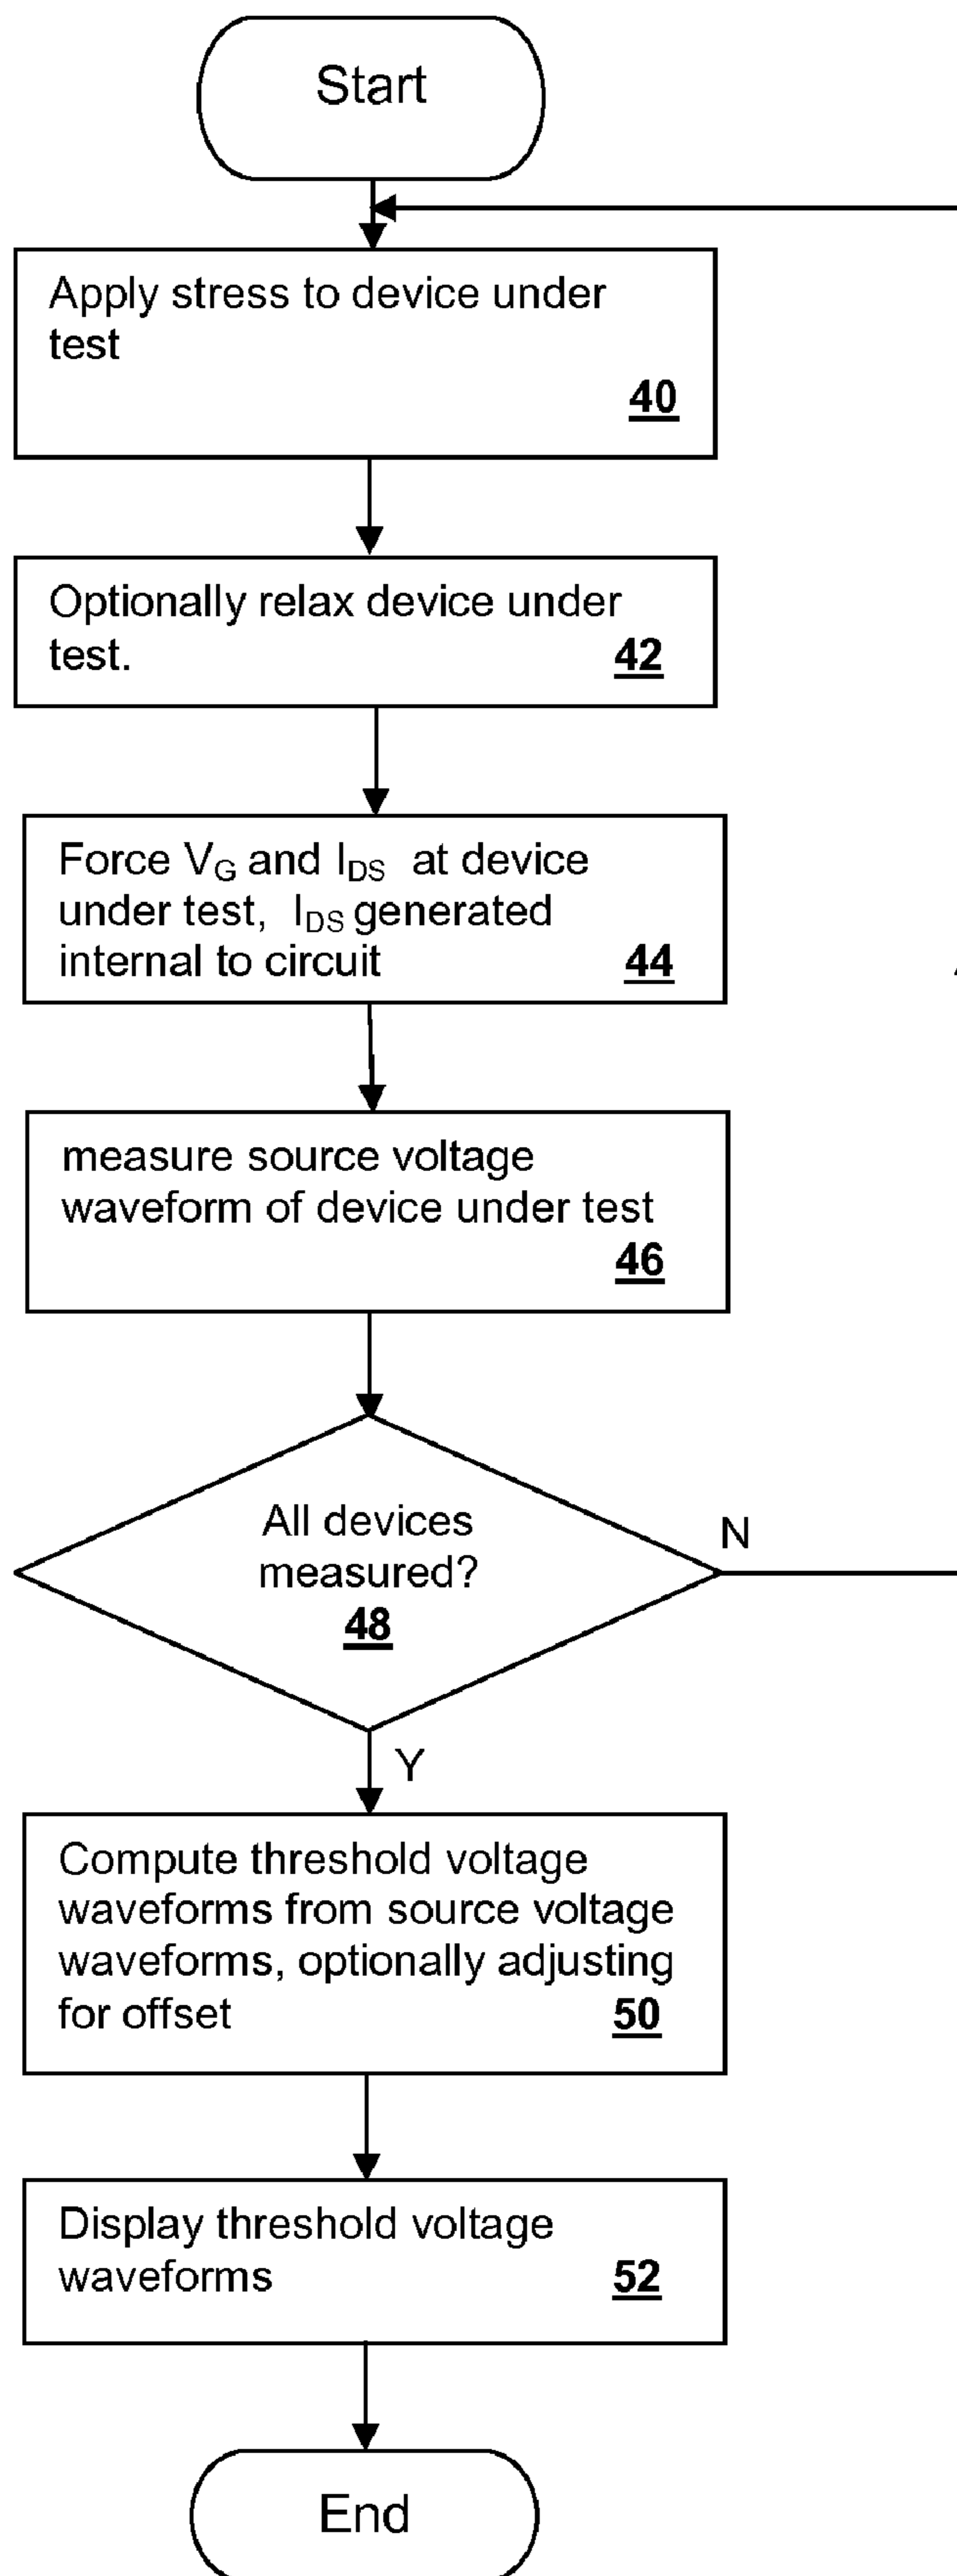 Start
Apply stress to device under
test
40
Optionally relax device under
test. 42
Force VG and IDS at device
under test, IDS generated
internal to circuit 44
measure source voltage
waveform of device under test
46
All devices
measured?
48
N
Y
Compute threshold voltage
waveforms from source voltage
waveforms, optionally adjusting
for offset 50
Display threshold voltage
waveforms 52
End